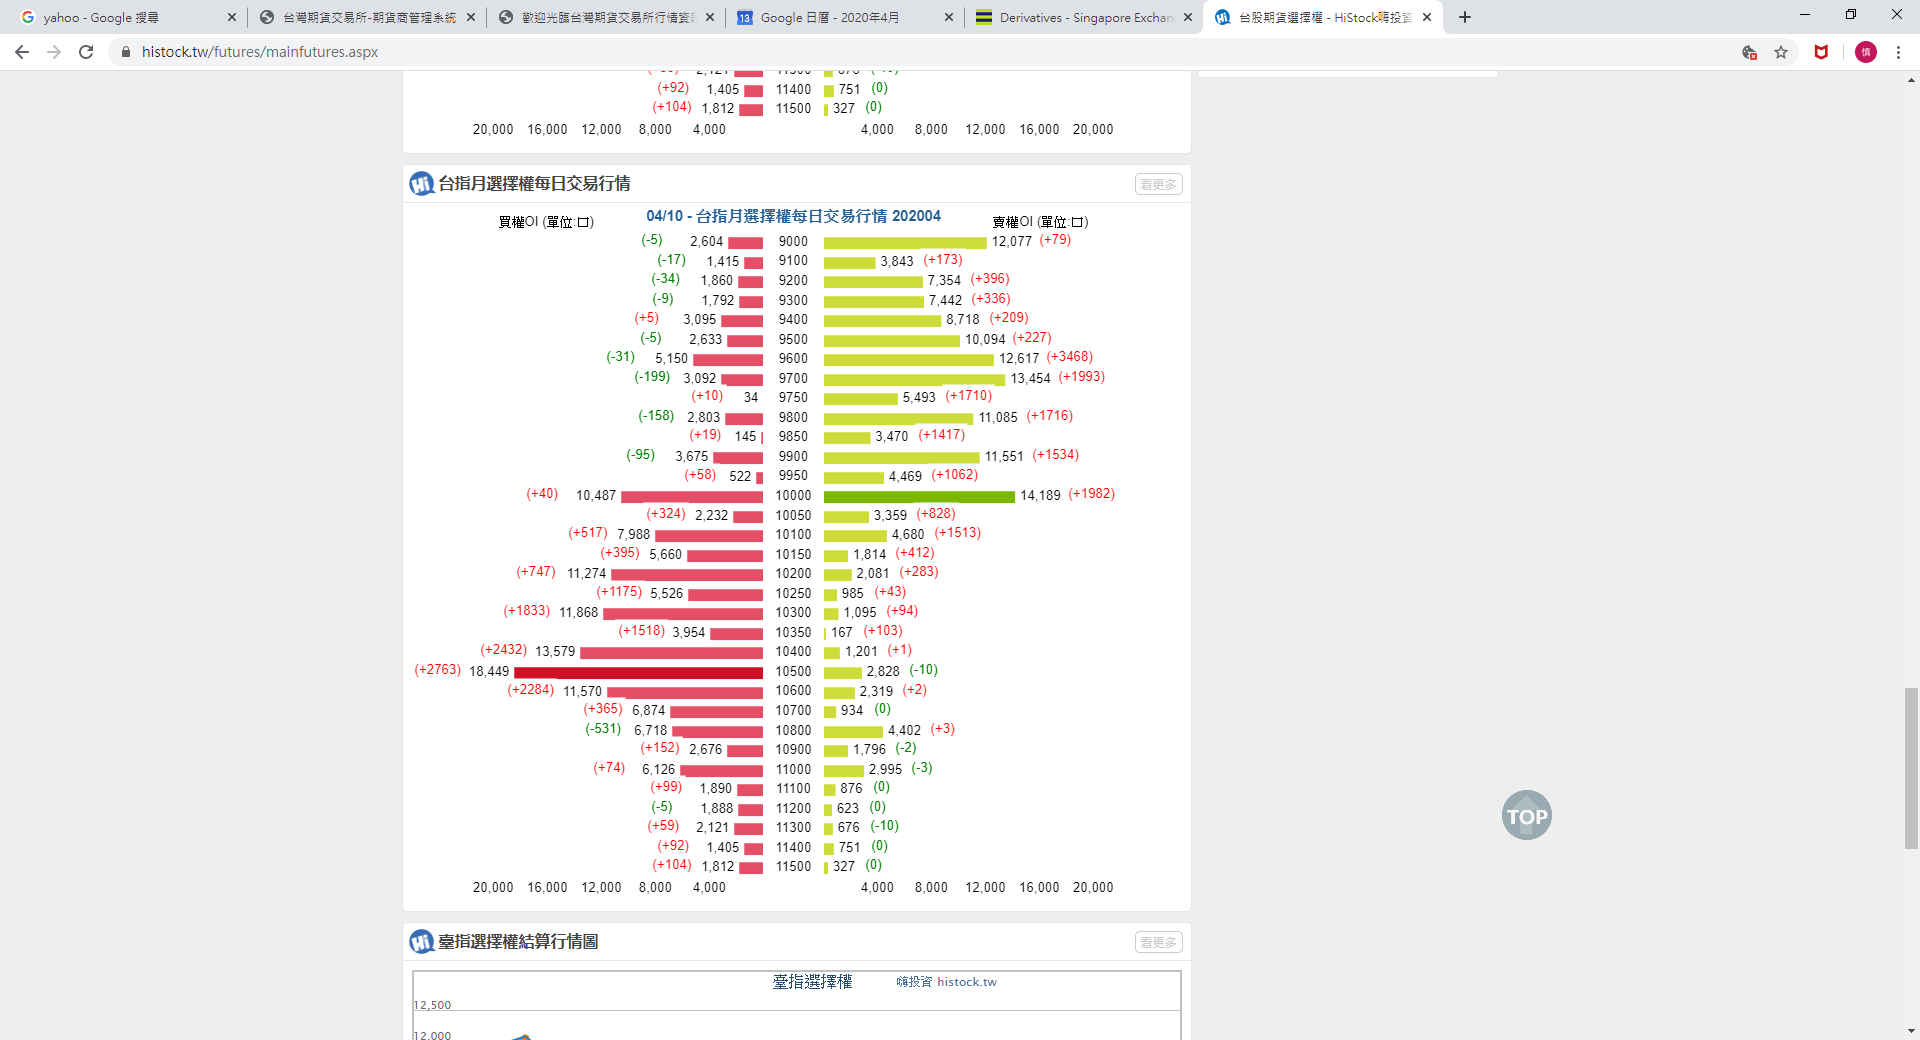 yahoo - Google 搜尋
台灣期貨交易所-期貨商管理系統
歡迎光臨台灣期貨交易所行情資訊
Google 日曆 - 2020年4月
Derivatives - Singapore Exchan
台股期貨選擇權 - HiStock嗨投資
histock.tw/futures/mainfutures.aspx
慎
(+92) 1,405 11400 751 (0)
(+104) 1,812 11500 327 (0)
20,000 16,000 12,000 8,000 4,000 4,000 8,000 12,000 16,000 20,000
Hi 台指月選擇權每日交易行情 看更多
買權OI (單位:口) 04/10 - 台指月選擇權每日交易行情 202004 賣權OI (單位:口)
(-5) 2,604 9000 12,077 (+79)
(-17) 1,415 9100 3,843 (+173)
(-34) 1,860 9200 7,354 (+396)
(-9) 1,792 9300 7,442 (+336)
(+5) 3,095 9400 8,718 (+209)
(-5) 2,633 9500 10,094 (+227)
(-31) 5,150 9600 12,617 (+3468)
(-199) 3,092 9700 13,454 (+1993)
(+10) 34 9750 5,493 (+1710)
(-158) 2,803 9800 11,085 (+1716)
(+19) 145 9850 3,470 (+1417)
(-95) 3,675 9900 11,551 (+1534)
(+58) 522 9950 4,469 (+1062)
(+40) 10,487 10000 14,189 (+1982)
(+324) 2,232 10050 3,359 (+828)
(+517) 7,988 10100 4,680 (+1513)
(+395) 5,660 10150 1,814 (+412)
(+747) 11,274 10200 2,081 (+283)
(+1175) 5,526 10250 985 (+43)
(+1833) 11,868 10300 1,095 (+94)
(+1518) 3,954 10350 167 (+103)
(+2432) 13,579 10400 1,201 (+1)
(+2763) 18,449 10500 2,828 (-10)
(+2284) 11,570 10600 2,319 (+2)
(+365) 6,874 10700 934 (0)
(-531) 6,718 10800 4,402 (+3)
(+152) 2,676 10900 1,796 (-2)
(+74) 6,126 11000 2,995 (-3)
(+99) 1,890 11100 876 (0)
(-5) 1,888 11200 623 (0)
(+59) 2,121 11300 676 (-10)
(+92) 1,405 11400 751 (0)
(+104) 1,812 11500 327 (0)
20,000 16,000 12,000 8,000 4,000 4,000 8,000 12,000 16,000 20,000
TOP
Hi 臺指選擇權結算行情圖 看更多
臺指選擇權 嗨投資 histock.tw
12,500
12,000